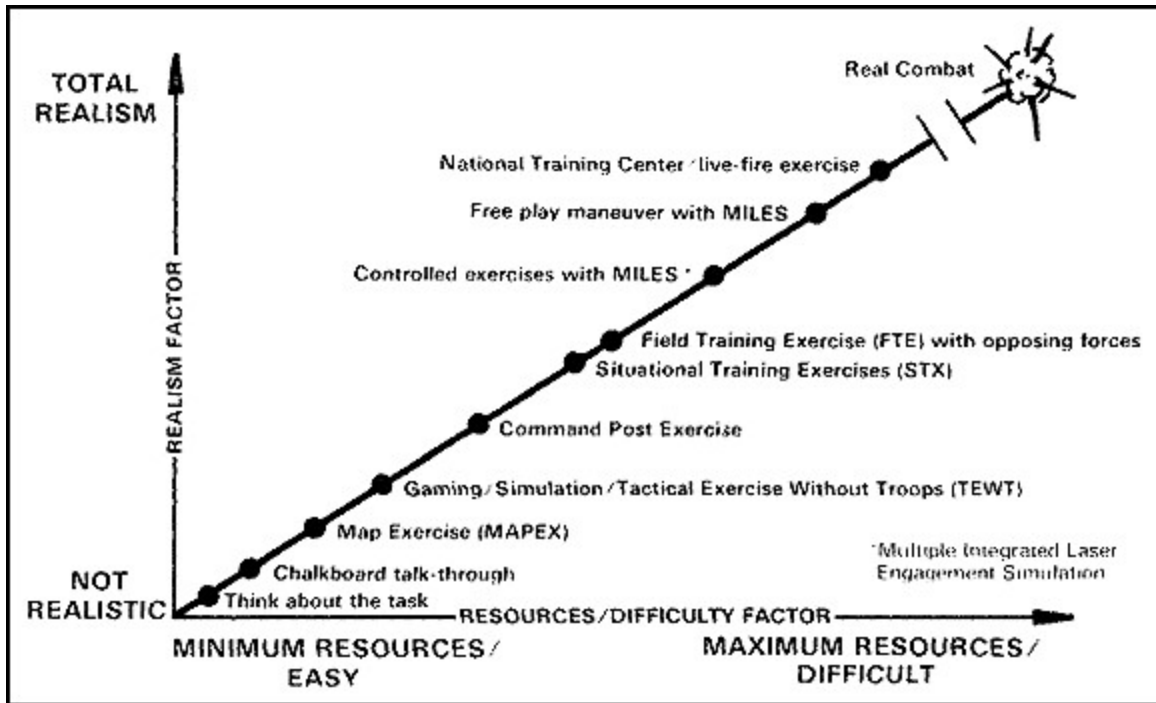 Real Combat
TOTAL
REALISM
National Training Center/live-fire exercise
Free play maneuver with MILES
Controlled exercises with MILES *
REALISM FACTOR
Field Training Exercise (FTE) with opposing forces
Situational Training Exercises (STX)
Command Post Exercise
Gaming/Simulation/Tactical Exercise Without Troops (TEWT)
Map Exercise (MAPEX)
*Multiple Integrated Laser
Engagement Simulation
Chalkboard talk-through
NOT
REALISTIC
Think about the task
RESOURCES/DIFFICULTY FACTOR
MINIMUM RESOURCES/
EASY
MAXIMUM RESOURCES/
DIFFICULT